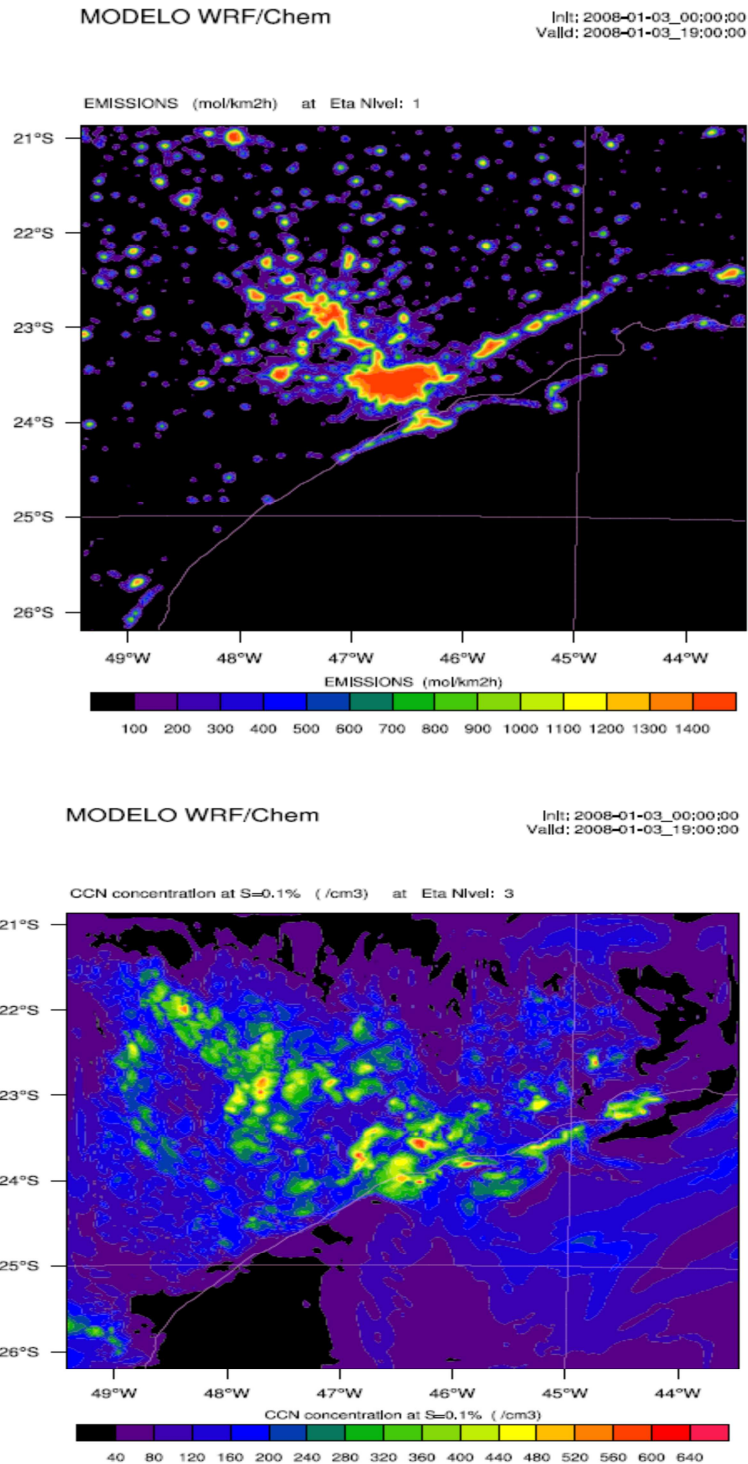 MODELO WRF/Chem
Init: 2008-01-03_00:00:00
Valid: 2008-01-03_19:00:00
EMISSIONS (mol/km2h) at Eta Nivel: 1
21°S
22°S
23°S
24°S
25°S
26°S
49°W 48°W 47°W 46°W 45°W 44°W
EMISSIONS (mol/km2h)
100 200 300 400 500 600 700 800 900 1000 1100 1200 1300 1400
MODELO WRF/Chem
Init: 2008-01-03_00:00:00
Valid: 2008-01-03_19:00:00
CCN concentration at S=0.1% ( /cm3) at Eta Nivel: 3
21°S
22°S
23°S
24°S
25°S
26°S
49°W 48°W 47°W 46°W 45°W 44°W
CCN concentration at S=0.1% ( /cm3)
40 80 120 160 200 240 280 320 360 400 440 480 520 560 600 640